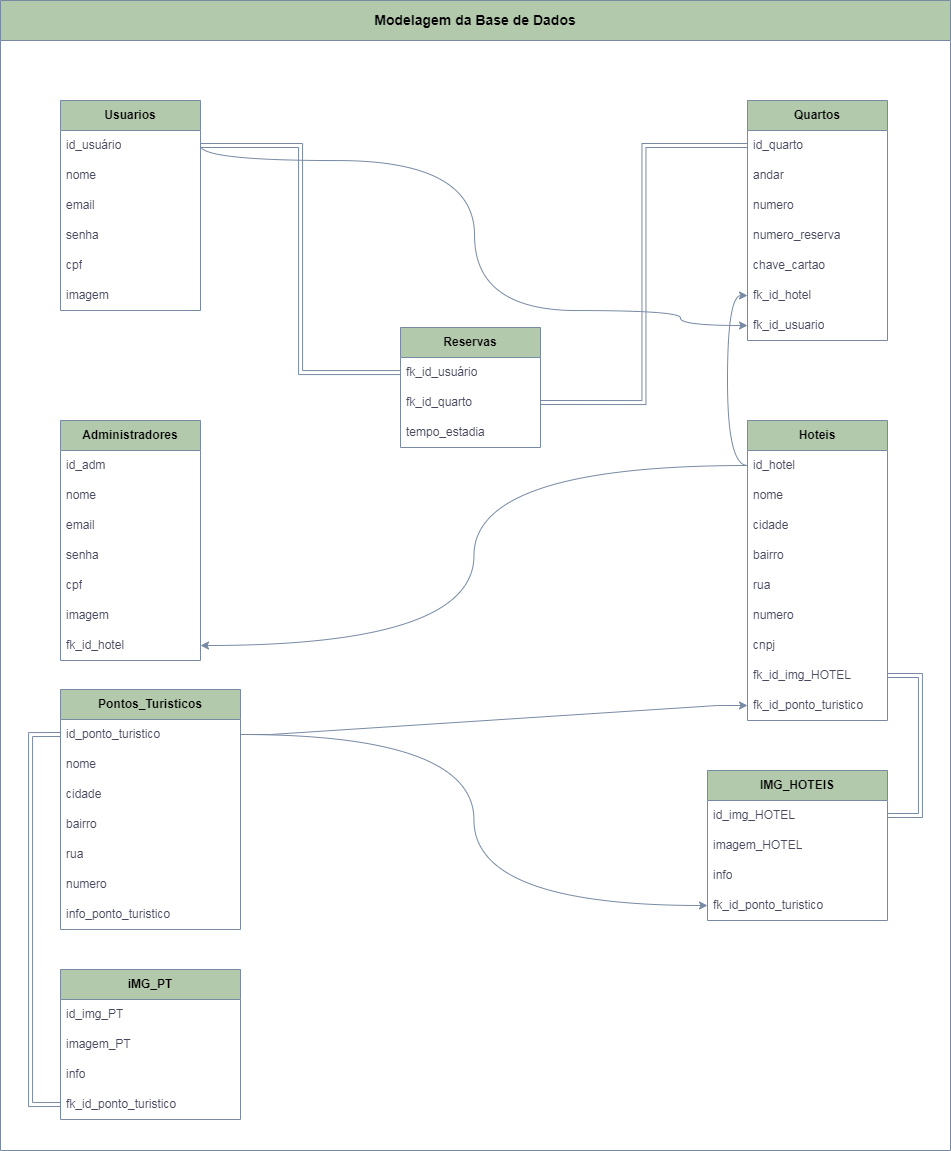 Modelagem da Base de Dados
Usuarios
id_usuário
nome
email
senha
cpf
imagem
Quartos
id_quarto
andar
numero
numero_reserva
chave_cartao
fk_id_hotel
fk_id_usuario
Reservas
fk_id_usuário
fk_id_quarto
tempo_estadia
Administradores
id_adm
nome
email
senha
cpf
imagem
fk_id_hotel
Hoteis
id_hotel
nome
cidade
bairro
rua
numero
cnpj
fk_id_img_HOTEL
fk_id_ponto_turistico
Pontos_Turisticos
id_ponto_turistico
nome
cidade
bairro
rua
numero
info_ponto_turistico
IMG_HOTEIS
id_img_HOTEL
imagem_HOTEL
info
fk_id_ponto_turistico
iMG_PT
id_img_PT
imagem_PT
info
fk_id_ponto_turistico